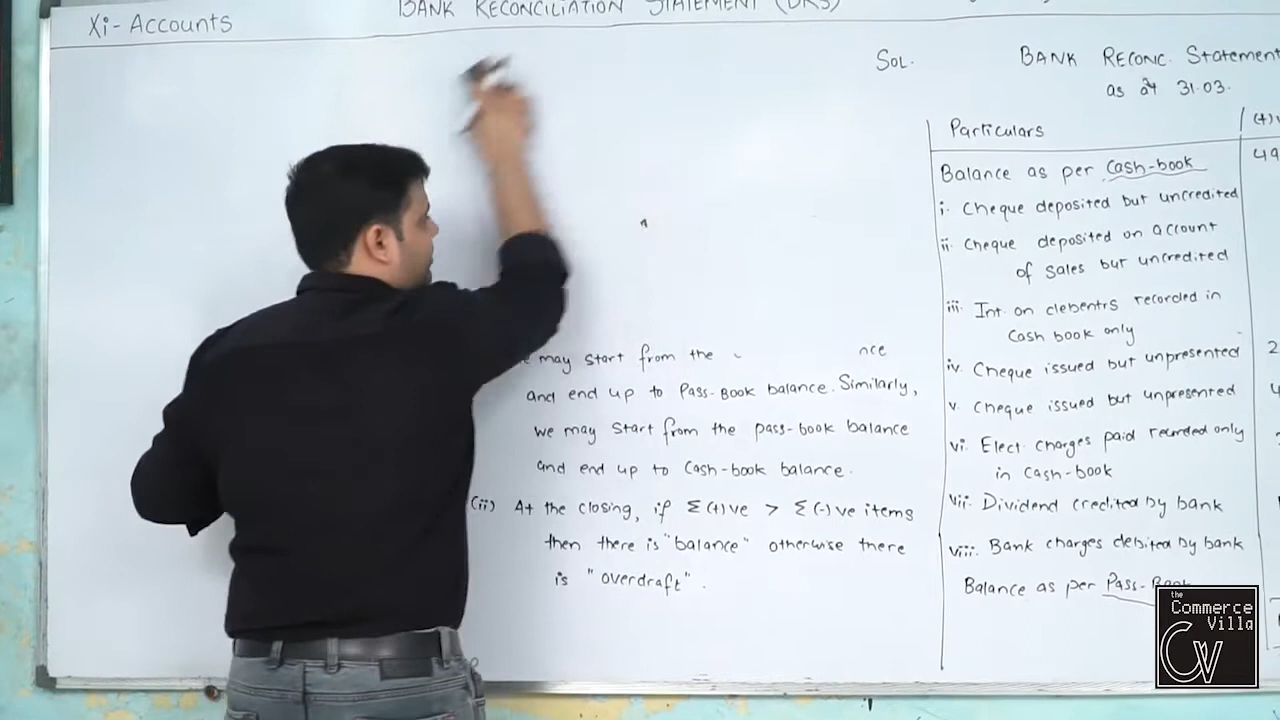 Xi- Accounts
BANK RECONCILIATION STATEMENT (BRS)
may start from the nce
and end up to Pass-Book balance. Similarly,
we may start from the pass-book balance
and end up to Cash-book balance.
(ii) At the closing, if Σ(+)ve > Σ(-)ve items
then there is "balance" otherwise there
is "overdraft".
SOL.
BANK RECONC. Statement
as at 31.03.
Particulars
Balance as per Cash-book
i. Cheque deposited but uncredited
ii. Cheque deposited on account
of sales but uncredited
iii. Int. on debentrs recorded in
Cash book only
iv. Cheque issued but unpresented
v. Cheque issued but unpresented
vi. Elect. charges paid recorded only
in Cash-book
vii. Dividend credited by bank
viii. Bank charges debited by bank
Balance as per Pass-
the
Commerce
Villa
CV